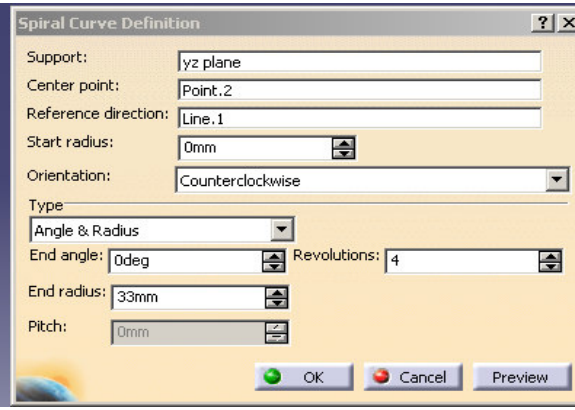 Spiral Curve Definition ? ×
Support: yz plane
Center point: Point.2
Reference direction: Line.1
Start radius: 0mm
Orientation: Counterclockwise
Type
Angle & Radius
End angle: 0deg Revolutions: 4
End radius: 33mm
Pitch: 0mm
OK Cancel Preview